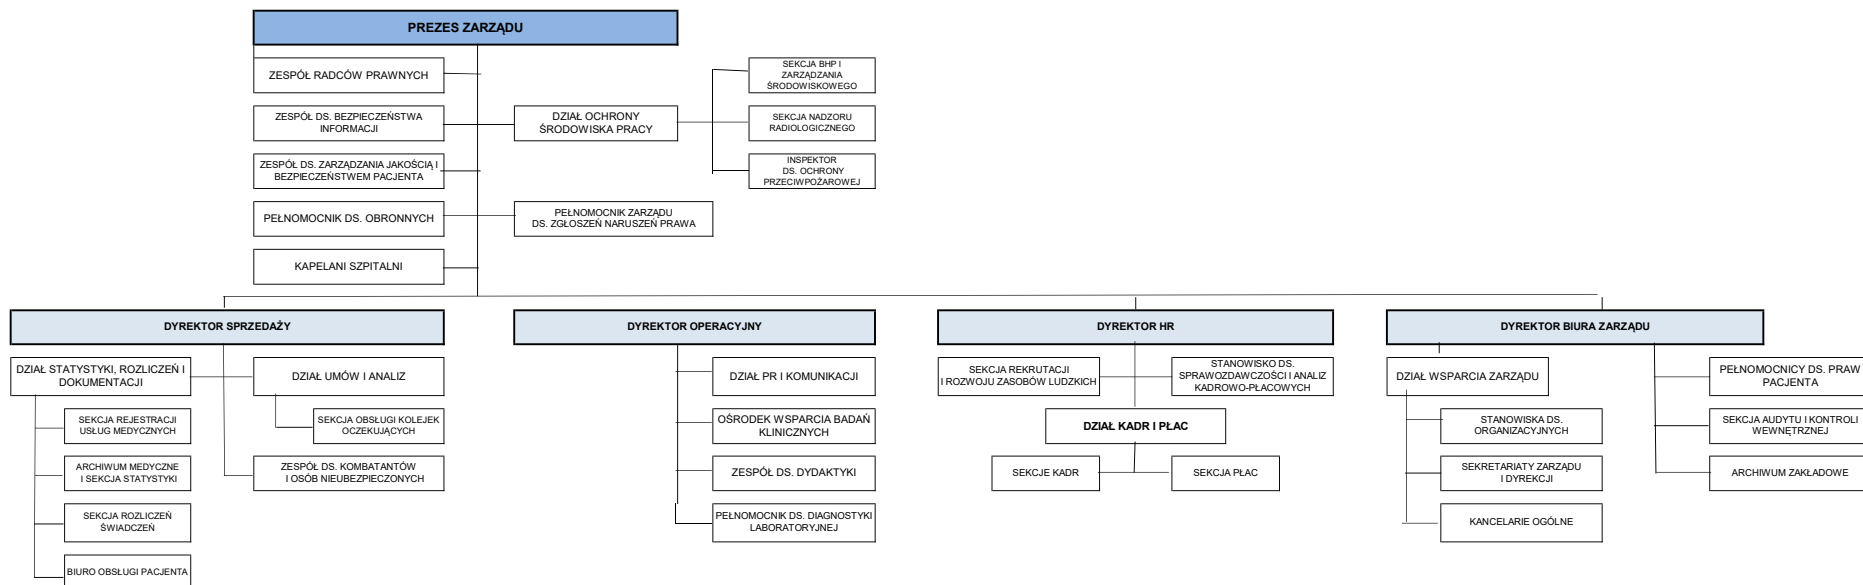 PREZES ZARZĄDU
ZESPÓŁ RADCÓW PRAWNYCH
SEKCJA BHP I
ZARZĄDZANIA
ŚRODOWISKOWEGO
ZESPÓŁ DS. BEZPIECZEŃSTWA
INFORMACJI
DZIAŁ OCHRONY
ŚRODOWISKA PRACY
SEKCJA NADZORU
RADIOLOGICZNEGO
ZESPÓŁ DS. ZARZĄDZANIA JAKOŚCIĄ I
BEZPIECZEŃSTWEM PACJENTA
INSPEKTOR
DS. OCHRONY
PRZECIWPOŻAROWEJ
PEŁNOMOCNIK DS. OBRONNYCH
PEŁNOMOCNIK ZARZĄDU
DS. ZGŁOSZEŃ NARUSZEŃ PRAWA
KAPELANI SZPITALNI
DYREKTOR SPRZEDAŻY
DZIAŁ STATYSTYKI, ROZLICZEŃ I
DOKUMENTACJI
DZIAŁ UMÓW I ANALIZ
SEKCJA REJESTRACJI
USŁUG MEDYCZNYCH
SEKCJA OBSŁUGI KOLEJEK
OCZEKUJĄCYCH
ARCHIWUM MEDYCZNE
I SEKCJA STATYSTYKI
ZESPÓŁ DS. KOMBATANTÓW
I OSÓB NIEUBEZPIECZONYCH
SEKCJA ROZLICZEŃ
ŚWIADCZEŃ
BIURO OBSŁUGI PACJENTA
DYREKTOR OPERACYJNY
DZIAŁ PR I KOMUNIKACJI
OŚRODEK WSPARCIA BADAŃ
KLINICZNYCH
ZESPÓŁ DS. DYDAKTYKI
PEŁNOMOCNIK DS. DIAGNOSTYKI
LABORATORYJNEJ
DYREKTOR HR
SEKCJA REKRUTACJI
I ROZWOJU ZASOBÓW LUDZKICH
STANOWISKO DS.
SPRAWOZDAWCZOŚCI I ANALIZ
KADROWO-PŁACOWYCH
DZIAŁ KADR I PŁAC
SEKCJE KADR
SEKCJA PŁAC
DYREKTOR BIURA ZARZĄDU
DZIAŁ WSPARCIA ZARZĄDU
PEŁNOMOCNICY DS. PRAW
PACJENTA
STANOWISKA DS.
ORGANIZACYJNYCH
SEKCJA AUDYTU I KONTROLI
WEWNĘTRZNEJ
SEKRETARIATY ZARZĄDU
I DYREKCJI
ARCHIWUM ZAKŁADOWE
KANCELARIE OGÓLNE